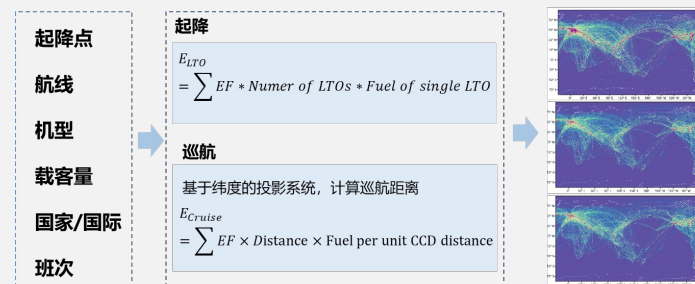 起降点
航线
机型
载客量
国家/国际
班次
起降
E_LTO
= ∑ EF * Numer of LTOs * Fuel of single LTO
巡航
基于纬度的投影系统，计算巡航距离
E_Cruise
= ∑ EF × Distance × Fuel per unit CCD distance